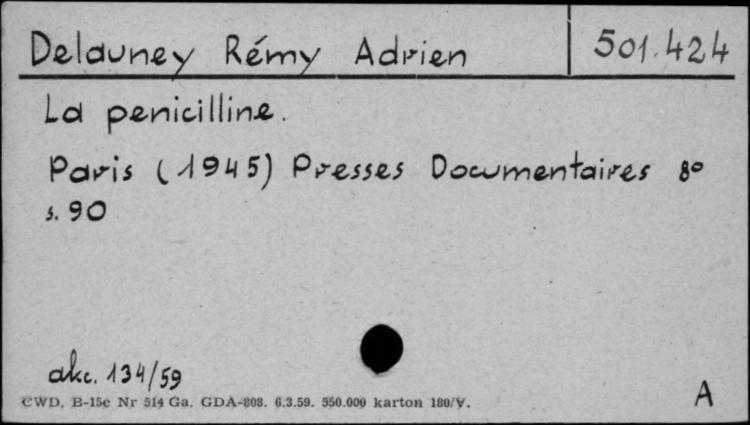 Delauney Rémy Adrien 501.424
La penicilline.
Paris (1945) Presses Documentaires 8º
s. 90
akc. 134/59
CWD. B-15c Nr 514 Ga. GDA-808. 6.3.59. 550.000 karton 180/V.
A